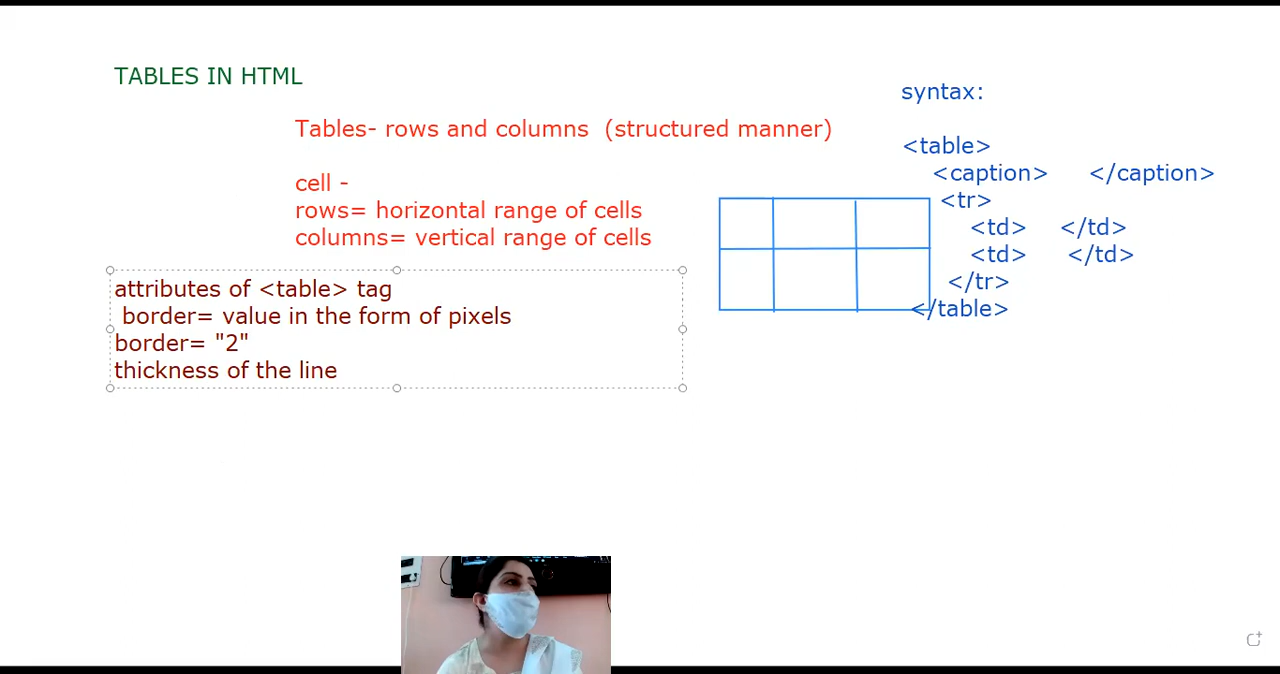 TABLES IN HTML
Tables- rows and columns  (structured manner)
cell -
rows= horizontal range of cells
columns= vertical range of cells
attributes of <table> tag
border= value in the form of pixels
border= "2"
thickness of the line
syntax:
<table>
<caption>     </caption>
<tr>
<td>    </td>
<td>     </td>
</tr>
</table>